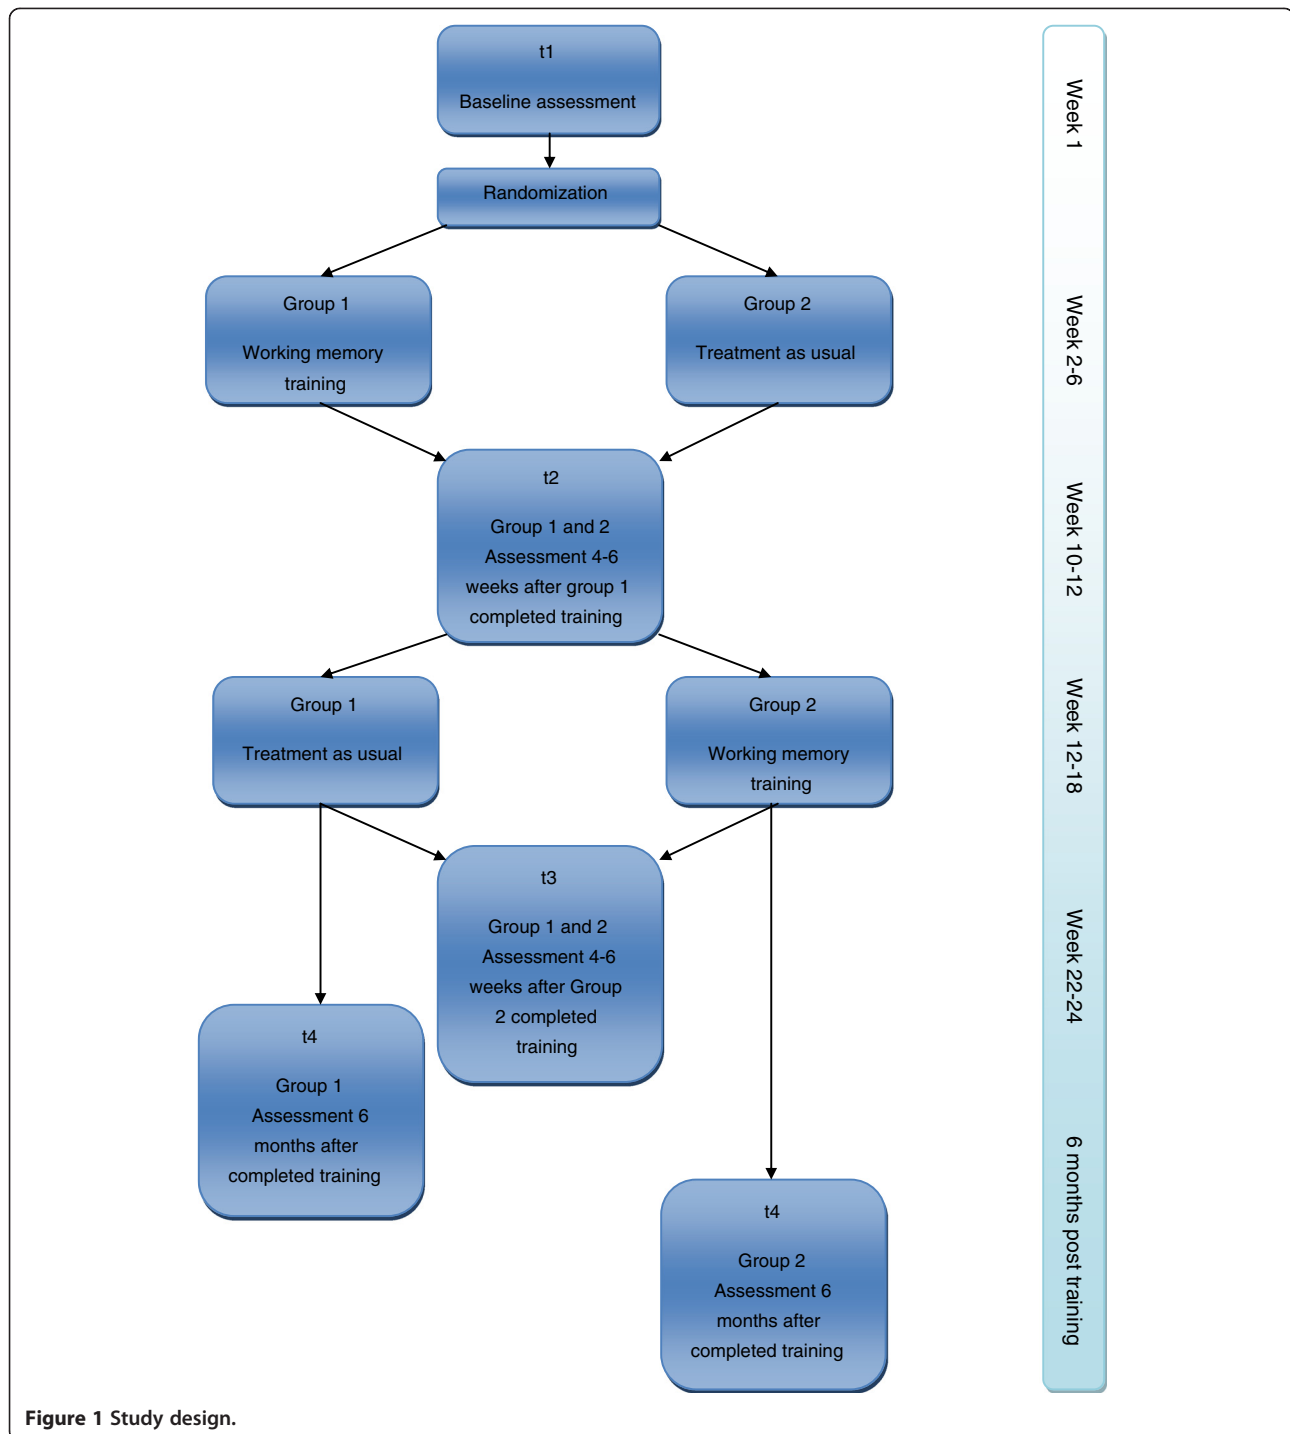 t1
Baseline assessment
Randomization
Group 1
Working memory
training
Group 2
Treatment as usual
t2
Group 1 and 2
Assessment 4-6
weeks after group 1
completed training
Group 1
Treatment as usual
Group 2
Working memory
training
t3
Group 1 and 2
Assessment 4-6
weeks after Group
2 completed
training
t4
Group 1
Assessment 6
months after
completed training
t4
Group 2
Assessment 6
months after
completed training
Week 1
Week 2-6
Week 10-12
Week 12-18
Week 22-24
6 months post training
Figure 1 Study design.